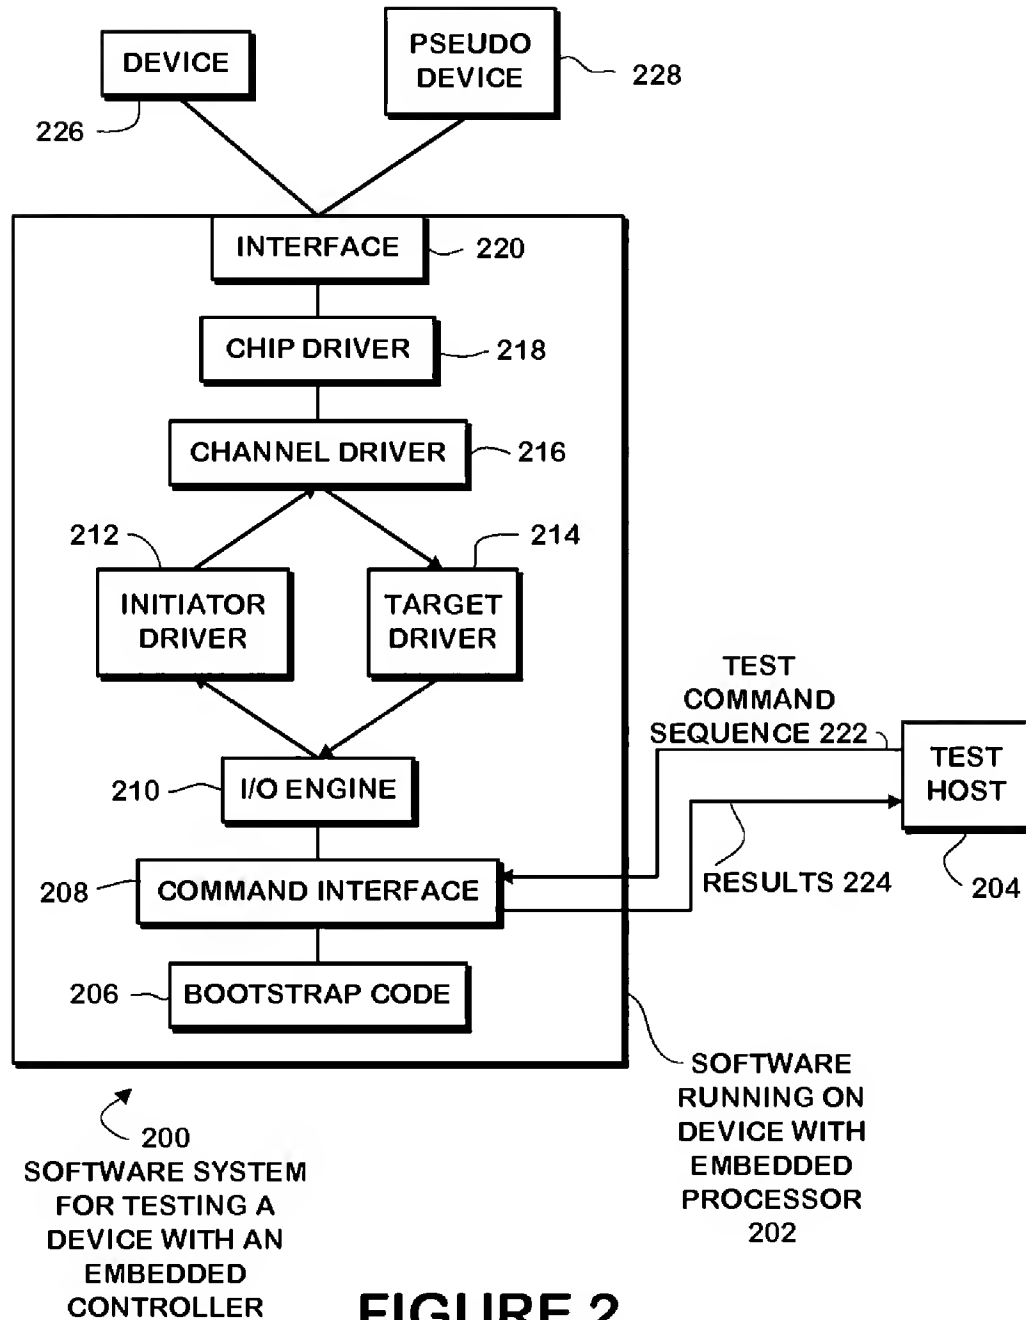 DEVICE
226
PSEUDO
DEVICE
228
INTERFACE
220
CHIP DRIVER
218
CHANNEL DRIVER
216
212
214
INITIATOR
DRIVER
TARGET
DRIVER
TEST
COMMAND
SEQUENCE 222
TEST
HOST
204
210
I/O ENGINE
208
COMMAND INTERFACE
RESULTS 224
206
BOOTSTRAP CODE
SOFTWARE
RUNNING ON
DEVICE WITH
EMBEDDED
PROCESSOR
202
200
SOFTWARE SYSTEM
FOR TESTING A
DEVICE WITH AN
EMBEDDED
CONTROLLER
FIGURE 2